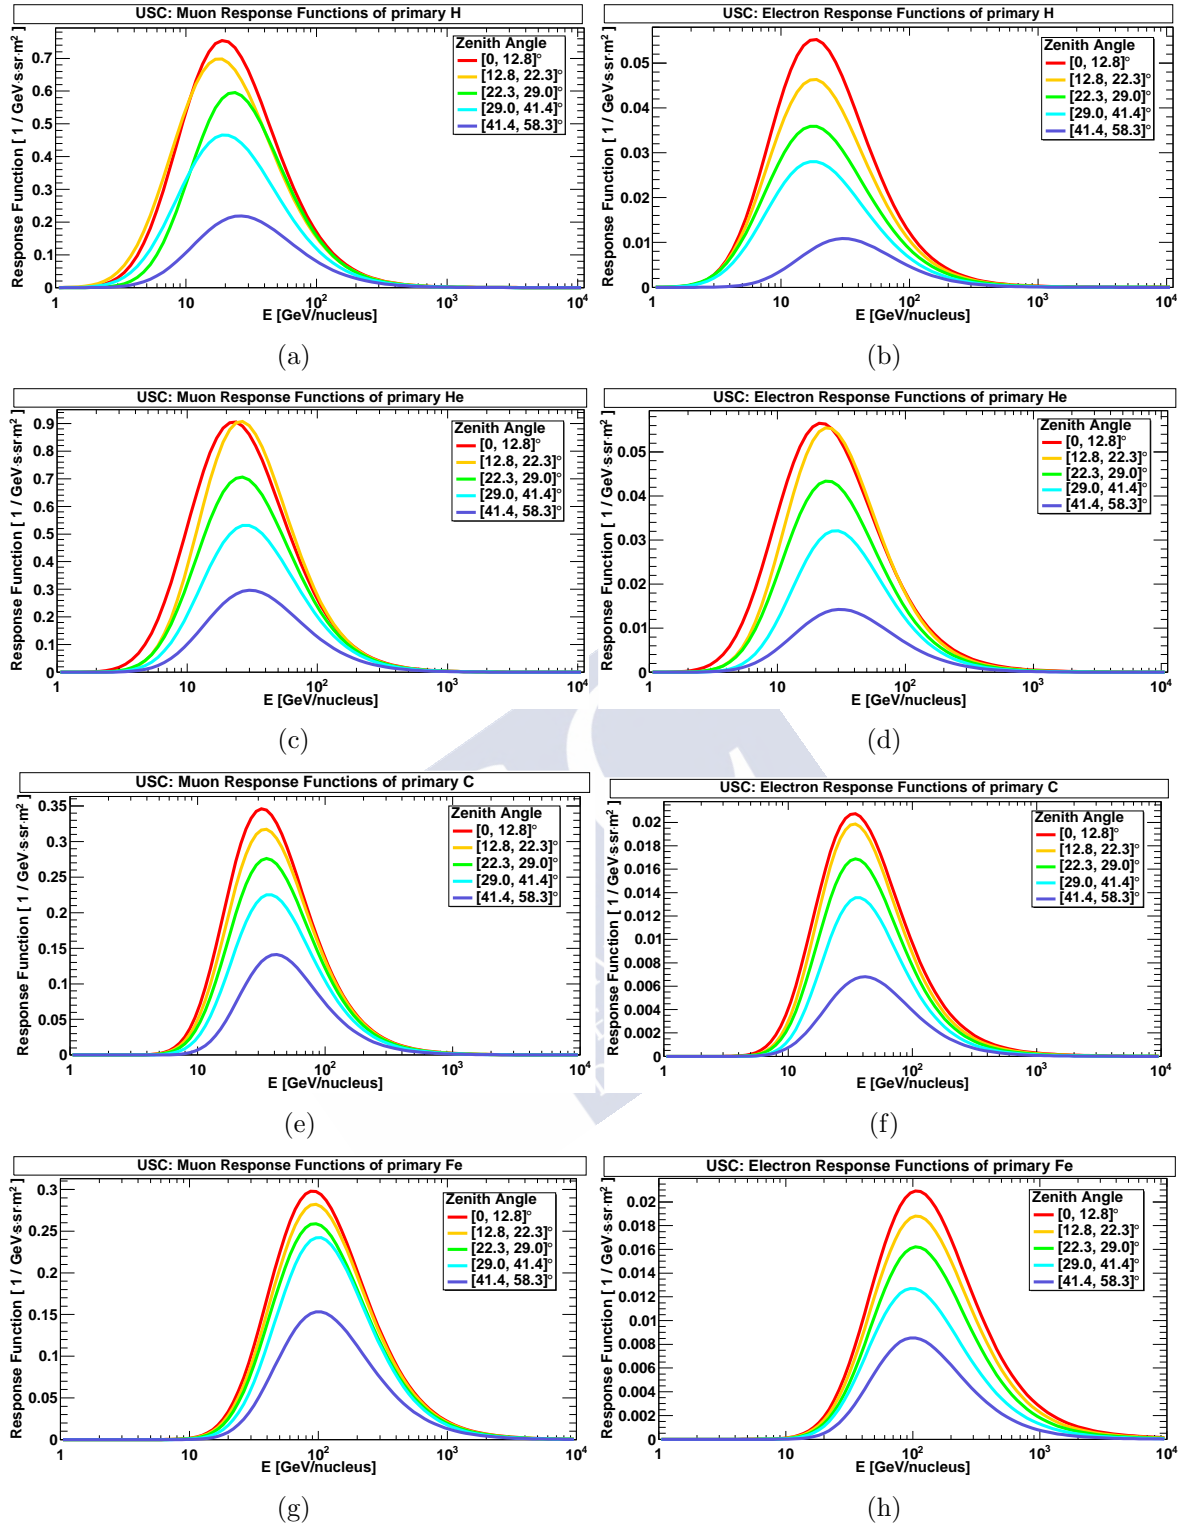 USC: Muon Response Functions of primary H
Response Function [ 1 / GeV·s·sr·m²]
0.7
0.6
0.5
0.4
0.3
0.2
0.1
0
Zenith Angle
[0, 12.8]°
[12.8, 22.3]°
[22.3, 29.0]°
[29.0, 41.4]°
[41.4, 58.3]°
1 10 10² 10³ 10⁴
E [GeV/nucleus]
(a)
USC: Electron Response Functions of primary H
Response Function [ 1 / GeV·s·sr·m²]
0.05
0.04
0.03
0.02
0.01
0
Zenith Angle
[0, 12.8]°
[12.8, 22.3]°
[22.3, 29.0]°
[29.0, 41.4]°
[41.4, 58.3]°
1 10 10² 10³ 10⁴
E [GeV/nucleus]
(b)
USC: Muon Response Functions of primary He
Response Function [ 1 / GeV·s·sr·m²]
0.9
0.8
0.7
0.6
0.5
0.4
0.3
0.2
0.1
0
Zenith Angle
[0, 12.8]°
[12.8, 22.3]°
[22.3, 29.0]°
[29.0, 41.4]°
[41.4, 58.3]°
1 10 10² 10³ 10⁴
E [GeV/nucleus]
(c)
USC: Electron Response Functions of primary He
Response Function [ 1 / GeV·s·sr·m²]
0.05
0.04
0.03
0.02
0.01
0
Zenith Angle
[0, 12.8]°
[12.8, 22.3]°
[22.3, 29.0]°
[29.0, 41.4]°
[41.4, 58.3]°
1 10 10² 10³ 10⁴
E [GeV/nucleus]
(d)
USC: Muon Response Functions of primary C
Response Function [ 1 / GeV·s·sr·m²]
0.35
0.3
0.25
0.2
0.15
0.1
0.05
0
Zenith Angle
[0, 12.8]°
[12.8, 22.3]°
[22.3, 29.0]°
[29.0, 41.4]°
[41.4, 58.3]°
1 10 10² 10³ 10⁴
E [GeV/nucleus]
(e)
USC: Electron Response Functions of primary C
Response Function [ 1 / GeV·s·sr·m²]
0.02
0.018
0.016
0.014
0.012
0.01
0.008
0.006
0.004
0.002
0
Zenith Angle
[0, 12.8]°
[12.8, 22.3]°
[22.3, 29.0]°
[29.0, 41.4]°
[41.4, 58.3]°
1 10 10² 10³ 10⁴
E [GeV/nucleus]
(f)
USC: Muon Response Functions of primary Fe
Response Function [ 1 / GeV·s·sr·m²]
0.3
0.25
0.2
0.15
0.1
0.05
0
Zenith Angle
[0, 12.8]°
[12.8, 22.3]°
[22.3, 29.0]°
[29.0, 41.4]°
[41.4, 58.3]°
1 10 10² 10³ 10⁴
E [GeV/nucleus]
(g)
USC: Electron Response Functions of primary Fe
Response Function [ 1 / GeV·s·sr·m²]
0.02
0.018
0.016
0.014
0.012
0.01
0.008
0.006
0.004
0.002
0
Zenith Angle
[0, 12.8]°
[12.8, 22.3]°
[22.3, 29.0]°
[29.0, 41.4]°
[41.4, 58.3]°
1 10 10² 10³ 10⁴
E [GeV/nucleus]
(h)